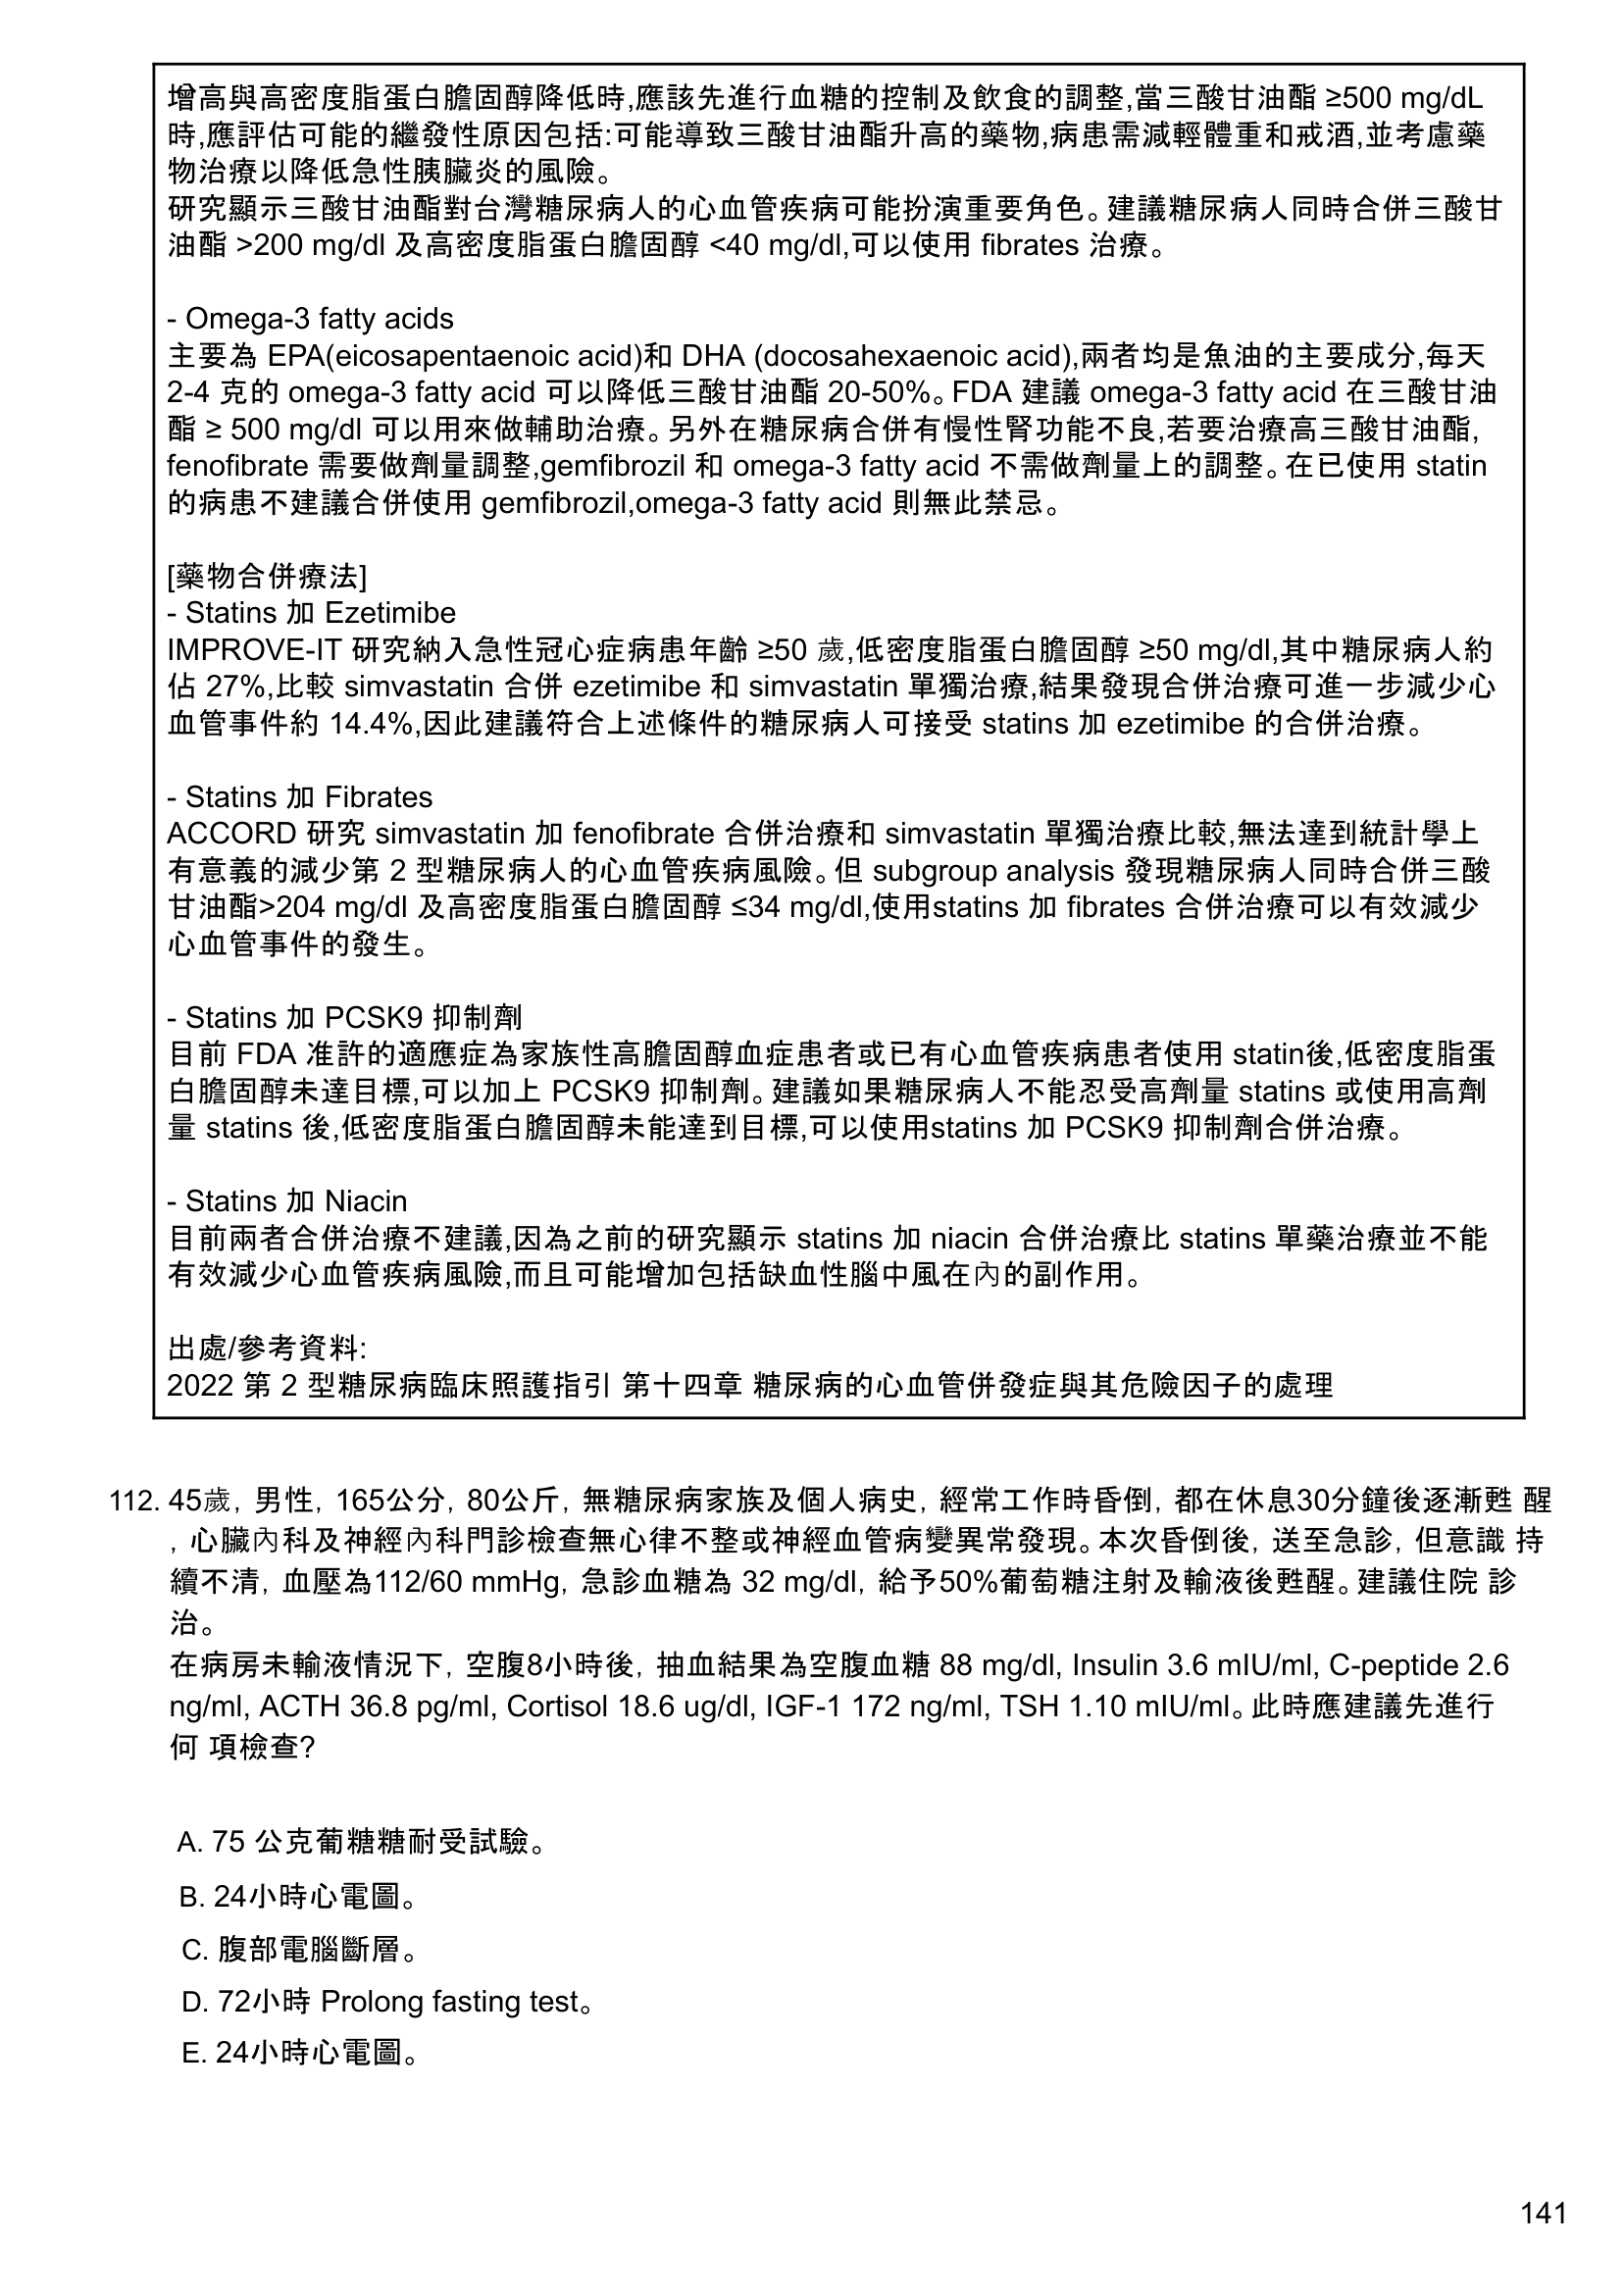 增高與高密度脂蛋白膽固醇降低時,應該先進行血糖的控制及飲食的調整,當三酸甘油酯 ≥500 mg/dL
時,應評估可能的繼發性原因包括:可能導致三酸甘油酯升高的藥物,病患需減輕體重和戒酒,並考慮藥
物治療以降低急性胰臟炎的風險。
研究顯示三酸甘油酯對台灣糖尿病人的心血管疾病可能扮演重要角色。建議糖尿病人同時合併三酸甘
油酯 >200 mg/dl 及高密度脂蛋白膽固醇 <40 mg/dl,可以使用 fibrates 治療。
- Omega-3 fatty acids
主要為 EPA(eicosapentaenoic acid)和 DHA (docosahexaenoic acid),兩者均是魚油的主要成分,每天
2-4 克的 omega-3 fatty acid 可以降低三酸甘油酯 20-50%。FDA 建議 omega-3 fatty acid 在三酸甘油
酯 ≥ 500 mg/dl 可以用來做輔助治療。另外在糖尿病合併有慢性腎功能不良,若要治療高三酸甘油酯,
fenofibrate 需要做劑量調整,gemfibrozil 和 omega-3 fatty acid 不需做劑量上的調整。在已使用 statin
的病患不建議合併使用 gemfibrozil,omega-3 fatty acid 則無此禁忌。
[藥物合併療法]
- Statins 加 Ezetimibe
IMPROVE-IT 研究納入急性冠心症病患年齡 ≥50 歲,低密度脂蛋白膽固醇 ≥50 mg/dl,其中糖尿病人約
佔 27%,比較 simvastatin 合併 ezetimibe 和 simvastatin 單獨治療,結果發現合併治療可進一步減少心
血管事件約 14.4%,因此建議符合上述條件的糖尿病人可接受 statins 加 ezetimibe 的合併治療。
- Statins 加 Fibrates
ACCORD 研究 simvastatin 加 fenofibrate 合併治療和 simvastatin 單獨治療比較,無法達到統計學上
有意義的減少第 2 型糖尿病人的心血管疾病風險。但 subgroup analysis 發現糖尿病人同時合併三酸
甘油酯>204 mg/dl 及高密度脂蛋白膽固醇 ≤34 mg/dl,使用statins 加 fibrates 合併治療可以有效減少
心血管事件的發生。
- Statins 加 PCSK9 抑制劑
目前 FDA 准許的適應症為家族性高膽固醇血症患者或已有心血管疾病患者使用 statin後,低密度脂蛋
白膽固醇未達目標,可以加上 PCSK9 抑制劑。建議如果糖尿病人不能忍受高劑量 statins 或使用高劑
量 statins 後,低密度脂蛋白膽固醇未能達到目標,可以使用statins 加 PCSK9 抑制劑合併治療。
- Statins 加 Niacin
目前兩者合併治療不建議,因為之前的研究顯示 statins 加 niacin 合併治療比 statins 單藥治療並不能
有效減少心血管疾病風險,而且可能增加包括缺血性腦中風在內的副作用。
出處/參考資料:
2022 第 2 型糖尿病臨床照護指引 第十四章 糖尿病的心血管併發症與其危險因子的處理
112. 45歲, 男性, 165公分, 80公斤, 無糖尿病家族及個人病史, 經常工作時昏倒, 都在休息30分鐘後逐漸甦 醒
, 心臟內科及神經內科門診檢查無心律不整或神經血管病變異常發現。本次昏倒後, 送至急診, 但意識 持
續不清, 血壓為112/60 mmHg, 急診血糖為 32 mg/dl, 給予50%葡萄糖注射及輸液後甦醒。建議住院 診
治。
在病房未輸液情況下, 空腹8小時後, 抽血結果為空腹血糖 88 mg/dl, Insulin 3.6 mIU/ml, C-peptide 2.6
ng/ml, ACTH 36.8 pg/ml, Cortisol 18.6 ug/dl, IGF-1 172 ng/ml, TSH 1.10 mIU/ml。此時應建議先進行
何 項檢查?
A. 75 公克葡糖糖耐受試驗。
B. 24小時心電圖。
C. 腹部電腦斷層。
D. 72小時 Prolong fasting test。
E. 24小時心電圖。
141